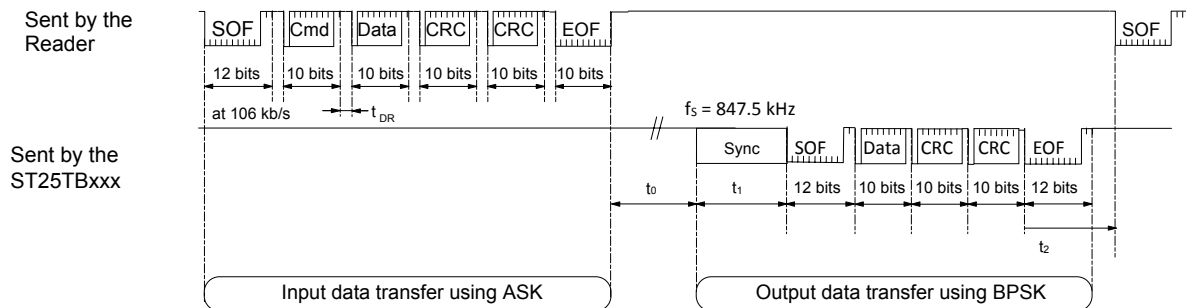 Sent by the Reader
SOF Cmd Data CRC CRC EOF SOF
12 bits 10 bits 10 bits 10 bits 10 bits 10 bits
at 106 kb/s
t DR
fS = 847.5 kHz
Sent by the ST25TBxxx
Sync SOF Data CRC CRC EOF
t0 t1 12 bits 10 bits 10 bits 10 bits 12 bits
t2
Input data transfer using ASK
Output data transfer using BPSK